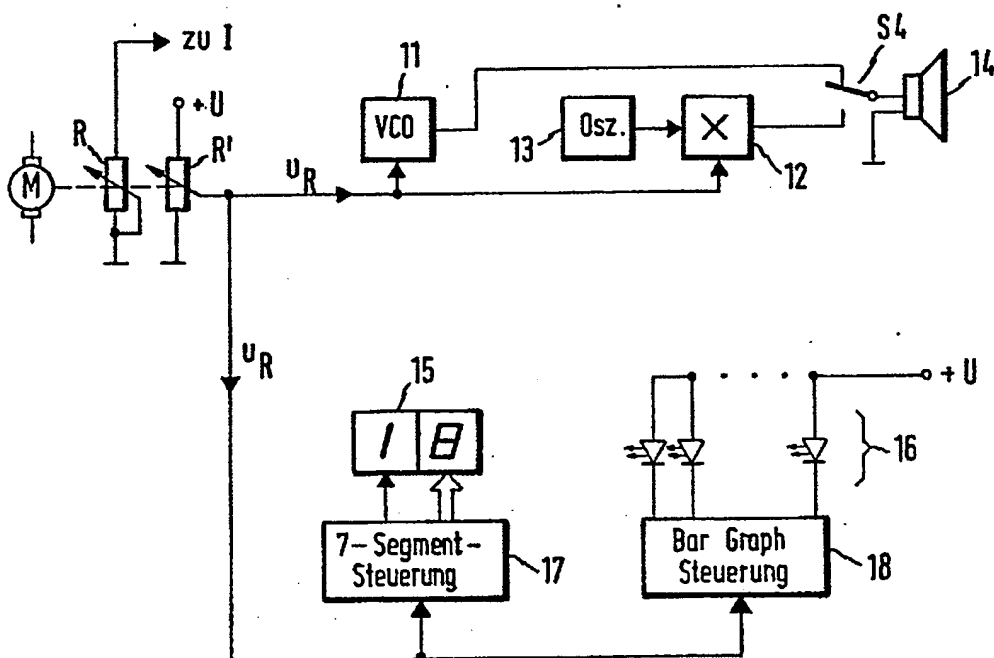 zu I
S4
11
14
+U
VCO
13
Osz.
X
12
R
R'
M
u_R
u_R
15
+U
1 8
16
7-Segment-
Steuerung
17
Bar Graph
Steuerung
18